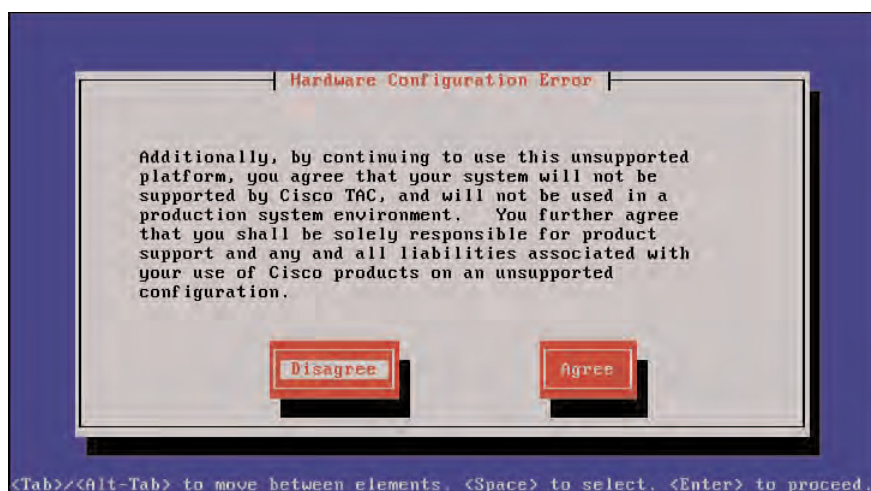 Hardware Configuration Error
Additionally, by continuing to use this unsupported
platform, you agree that your system will not be
supported by Cisco TAC, and will not be used in a
production system environment.   You further agree
that you shall be solely responsible for product
support and any and all liabilities associated with
your use of Cisco products on an unsupported
configuration.
Disagree
Agree
<Tab>/<Alt-Tab> to move between elements. <Space> to select. <Enter> to proceed.